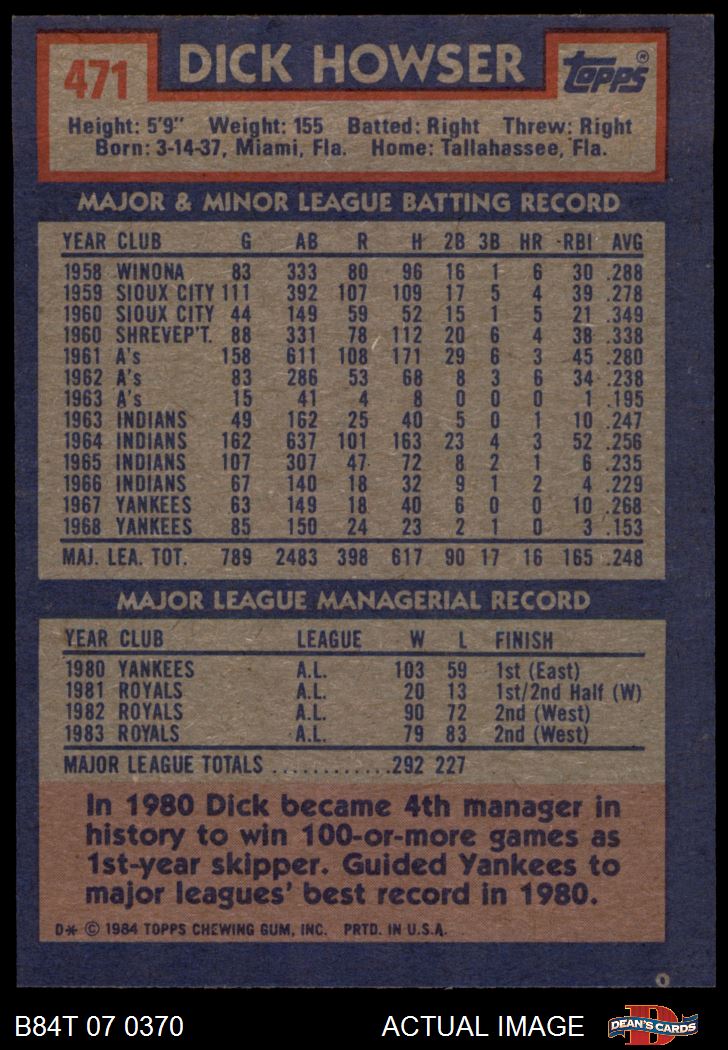 471 DICK HOWSER TOPPS®
Height: 5'9" Weight: 155 Batted: Right Threw: Right
Born: 3-14-37, Miami, Fla. Home: Tallahassee, Fla.
MAJOR & MINOR LEAGUE BATTING RECORD
YEAR CLUB G AB R H 2B 3B HR RBI AVG
1958 WINONA 83 333 80 96 16 1 6 30 .288
1959 SIOUX CITY 111 392 107 109 17 5 4 39 .278
1960 SIOUX CITY 44 149 59 52 15 1 5 21 .349
1960 SHREVEP'T. 88 331 78 112 20 6 4 38 .338
1961 A's 158 611 108 171 29 6 3 45 .280
1962 A's 83 286 53 68 8 3 6 34 .238
1963 A's 15 41 4 8 0 0 0 1 .195
1963 INDIANS 49 162 25 40 5 0 1 10 .247
1964 INDIANS 162 637 101 163 23 4 3 52 .256
1965 INDIANS 107 307 47 72 8 2 1 6 .235
1966 INDIANS 67 140 18 32 9 1 2 4 .229
1967 YANKEES 63 149 18 40 6 0 0 10 .268
1968 YANKEES 85 150 24 23 2 1 0 3 .153
MAJ. LEA. TOT. 789 2483 398 617 90 17 16 165 .248
MAJOR LEAGUE MANAGERIAL RECORD
YEAR CLUB LEAGUE W L FINISH
1980 YANKEES A.L. 103 59 1st (East)
1981 ROYALS A.L. 20 13 1st/2nd Half (W)
1982 ROYALS A.L. 90 72 2nd (West)
1983 ROYALS A.L. 79 83 2nd (West)
MAJOR LEAGUE TOTALS ............292 227
In 1980 Dick became 4th manager in
history to win 100-or-more games as
1st-year skipper. Guided Yankees to
major leagues' best record in 1980.
D* © 1984 TOPPS CHEWING GUM, INC. PRTD. IN U.S.A.
B84T 07 0370 ACTUAL IMAGE D DEAN'S CARDS